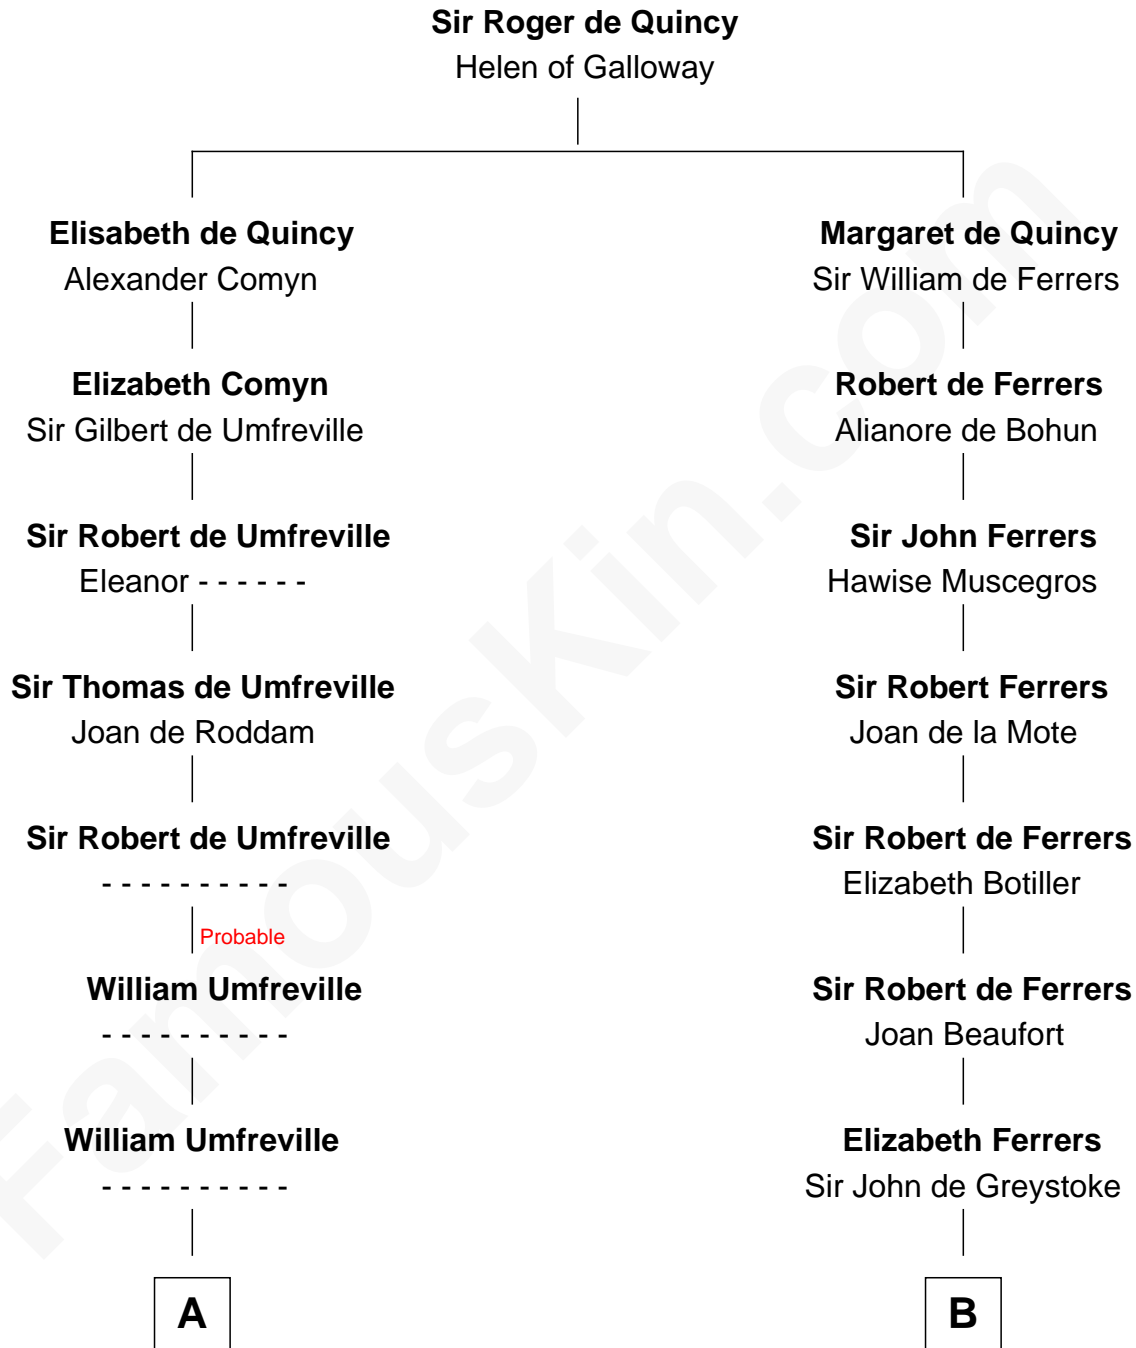 Sir Roger de Quincy
Helen of Galloway
Elisabeth de Quincy
Alexander Comyn
Margaret de Quincy
Sir William de Ferrers
Elizabeth Comyn
Sir Gilbert de Umfreville
Robert de Ferrers
Alianore de Bohun
Sir Robert de Umfreville
Eleanor - - - - - -
Sir John Ferrers
Hawise Muscegros
Sir Thomas de Umfreville
Joan de Roddam
Sir Robert Ferrers
Joan de la Mote
Sir Robert de Umfreville
- - - - - - - - - -
Sir Robert de Ferrers
Elizabeth Botiller
Probable
William Umfreville
- - - - - - - - - -
Sir Robert de Ferrers
Joan Beaufort
William Umfreville
- - - - - - - - - -
Elizabeth Ferrers
Sir John de Greystoke
A
B
FamousKin.com